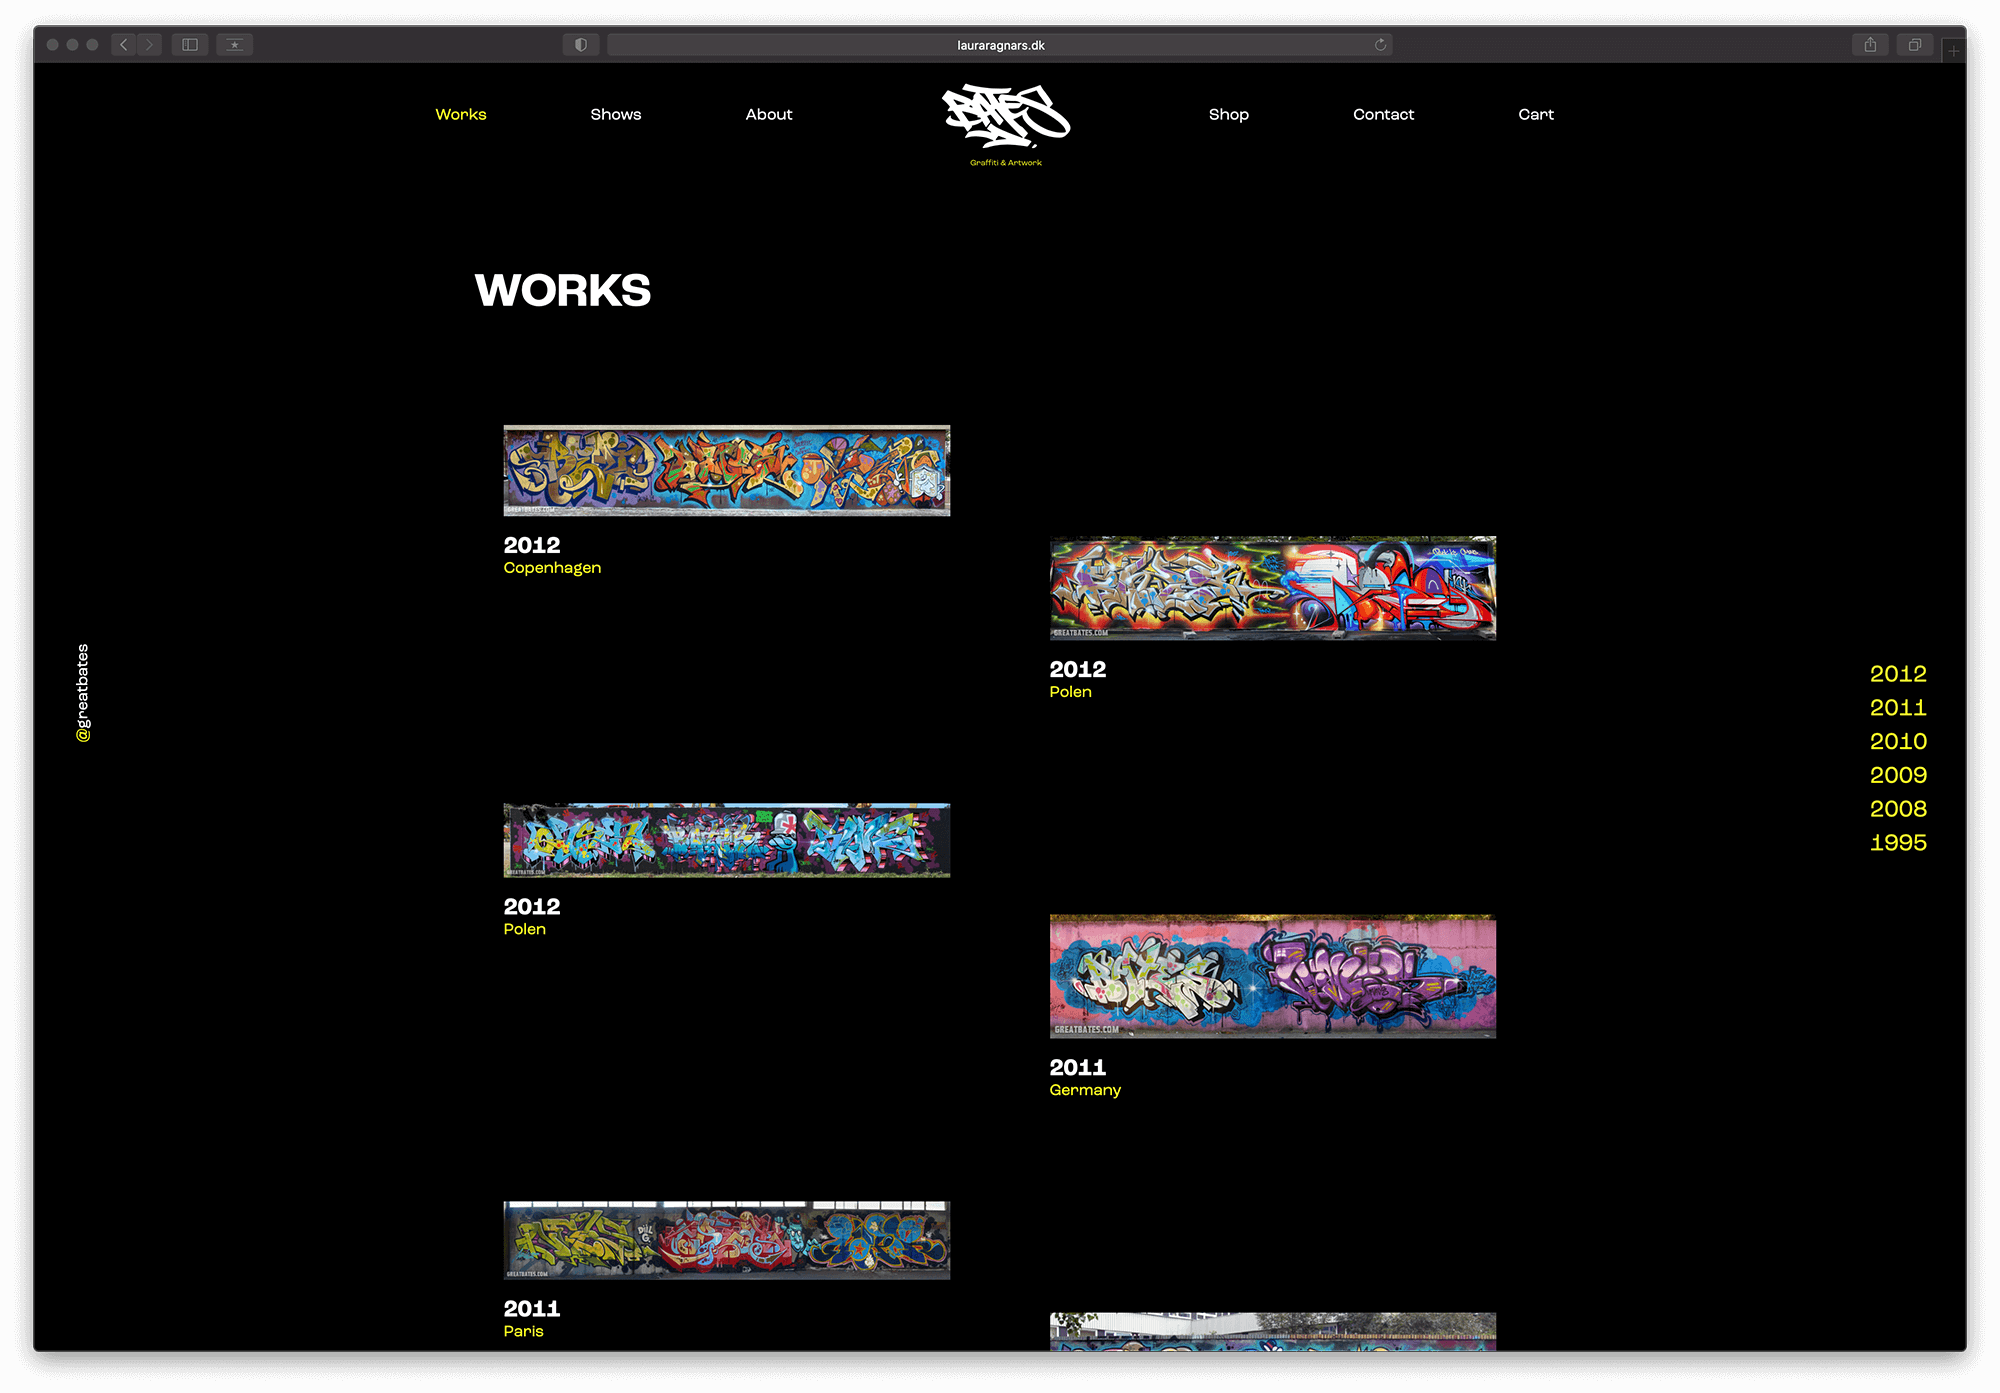 lauraragnars.dk
Works
Shows
About
BATES
Graffiti & Artwork
Shop
Contact
Cart
WORKS
GREATBATES.COM
2012
Copenhagen
GREATBATES.COM
2012
Polen
@greatbates
2012
2011
2010
2009
2008
1995
GREATBATES.COM
2012
Polen
BATES
GREATBATES.COM
2011
Germany
GREATBATES.COM
2011
Paris